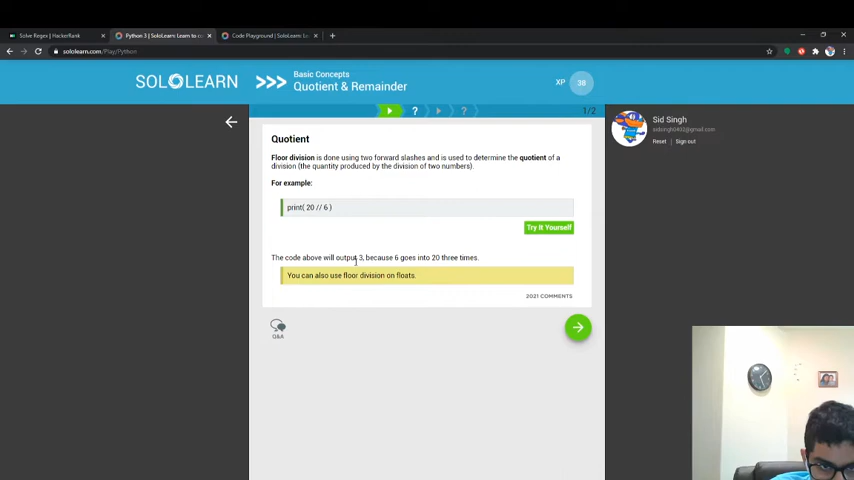 Solve Regex | HackerRank
Python 3 | SoloLearn: Learn to co
Code Playground | SoloLearn: Le
sololearn.com/Play/Python
SOLOLEARN
Basic Concepts
Quotient & Remainder
XP 38
1/2
Sid Singh
Reset Sign out
Quotient
Floor division is done using two forward slashes and is used to determine the quotient of a
division (the quantity produced by the division of two numbers).
For example:
print( 20 // 6 )
Try It Yourself
The code above will output 3, because 6 goes into 20 three times.
You can also use floor division on floats.
2021 COMMENTS
Q&A